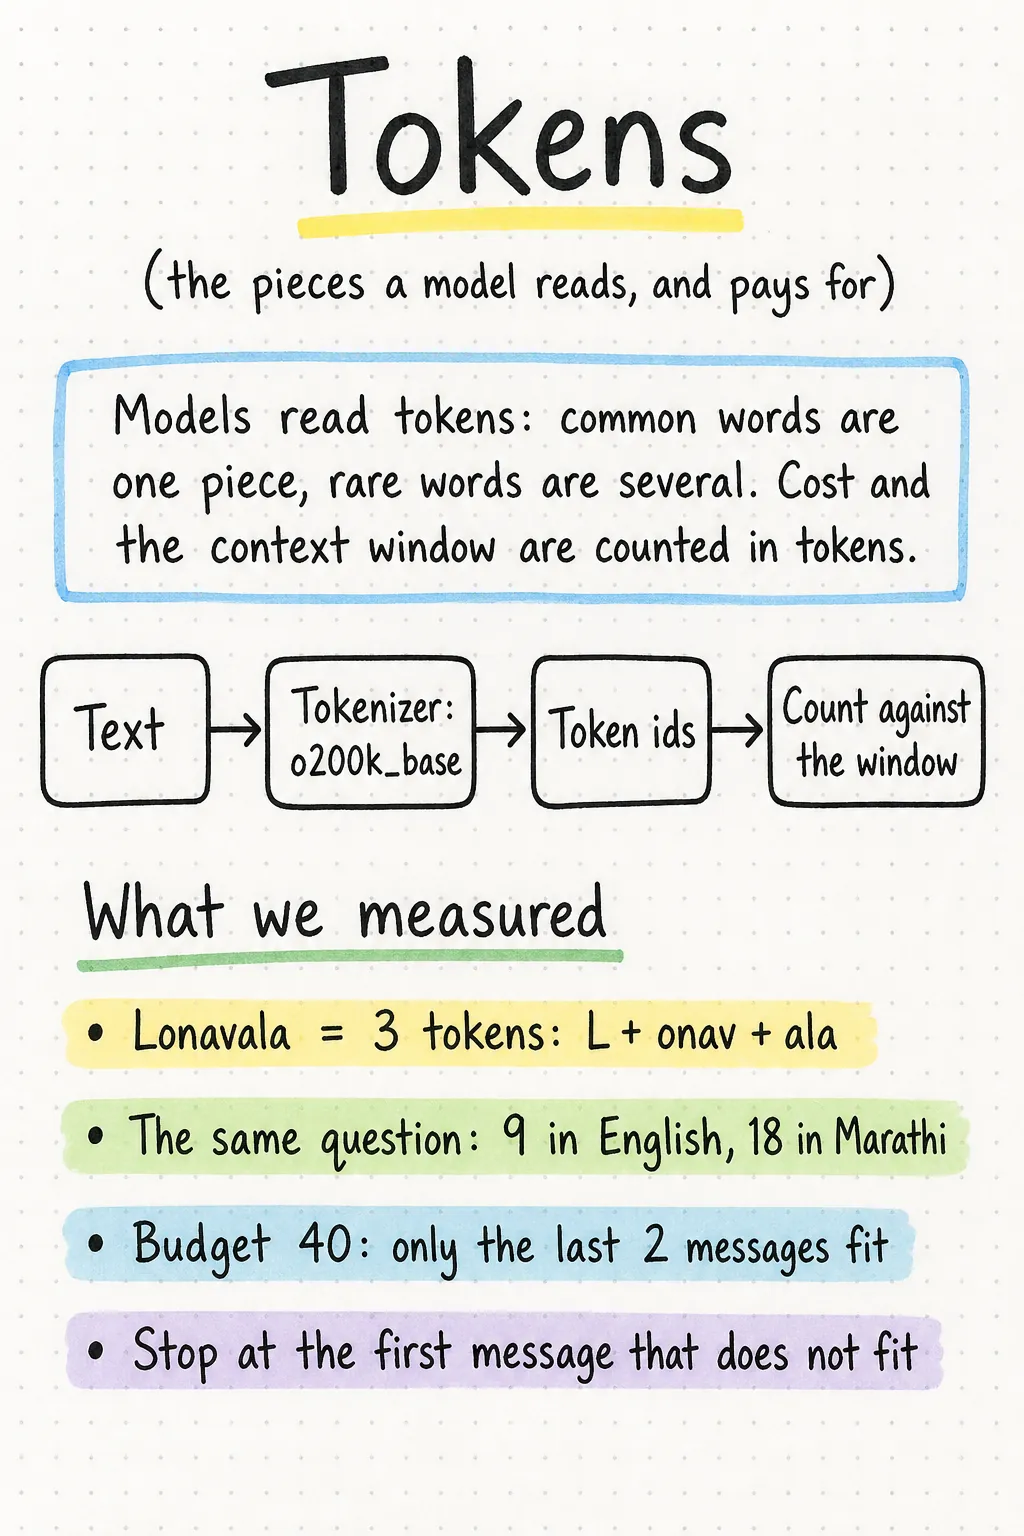 Tokens
(the pieces a model reads, and pays for)
Models read tokens: common words are
one piece, rare words are several. Cost and
the context window are counted in tokens.
Text
Tokenizer:
o200k_base
Token ids
Count against
the window
What we measured
• Lonavala = 3 tokens: L + onav + ala
• The same question: 9 in English, 18 in Marathi
• Budget 40: only the last 2 messages fit
• Stop at the first message that does not fit